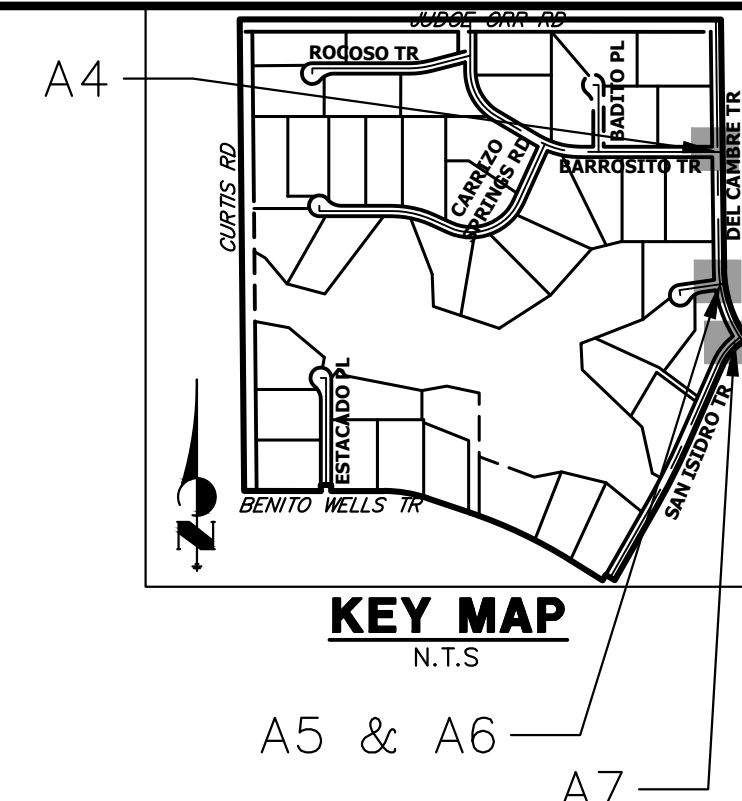 JUDGE ORR RD
ROCOSO TR
A4
BADITO PL
DEL CAMBRE TR
BARROSITO TR
CURTIS RD
CARRIZO
SPRINGS RD
ESTACADO PL
SAN ISIDRO TR
BENITO WELLS TR
N
KEY MAP
N.T.S
A5 & A6
A7